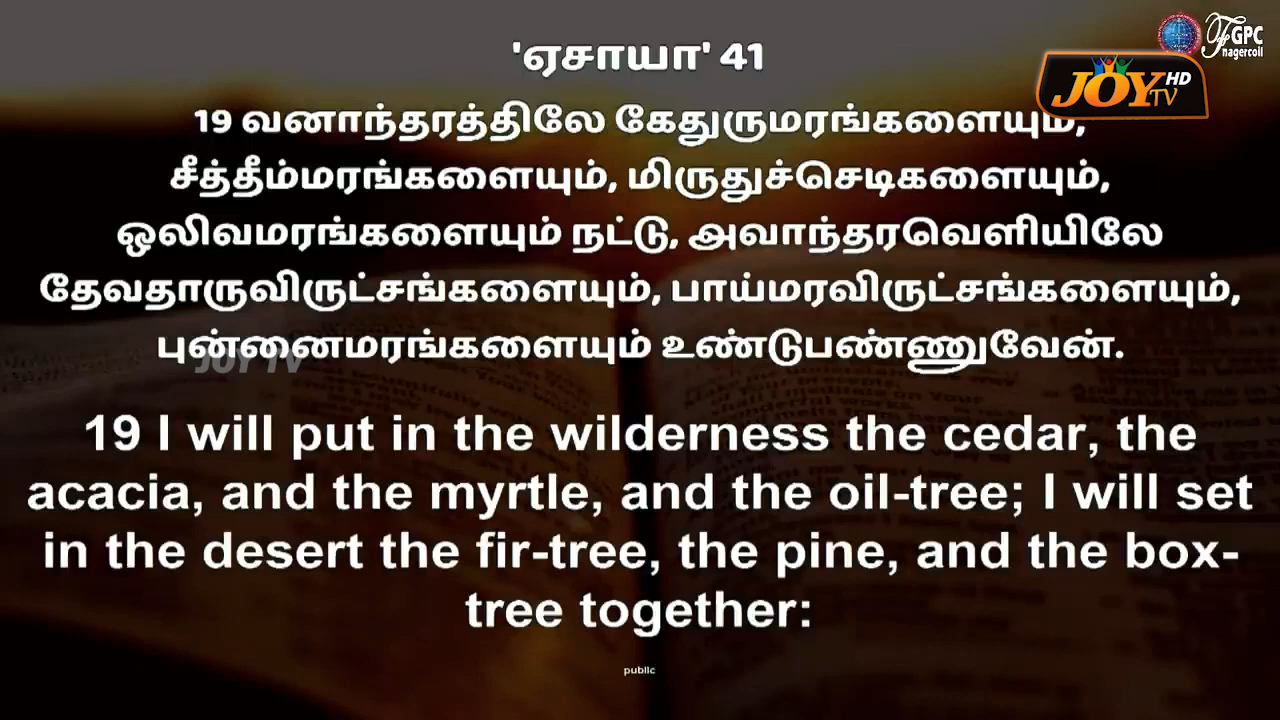 'ஏசாயா' 41
19 வனாந்தரத்திலே கேதுருமரங்களையும்,
சீத்தீம்மரங்களையும், மிருதுச்செடிகளையும்,
ஒலிவமரங்களையும் நட்டு, அவாந்தரவெளியிலே
தேவதாருவிருட்சங்களையும், பாய்மரவிருட்சங்களையும்,
புன்னைமரங்களையும் உண்டுபண்ணுவேன்.
19 I will put in the wilderness the cedar, the
acacia, and the myrtle, and the oil-tree; I will set
in the desert the fir-tree, the pine, and the box-
tree together:
public
JOY TV HD
FGPC
nagercoil
JOY TV